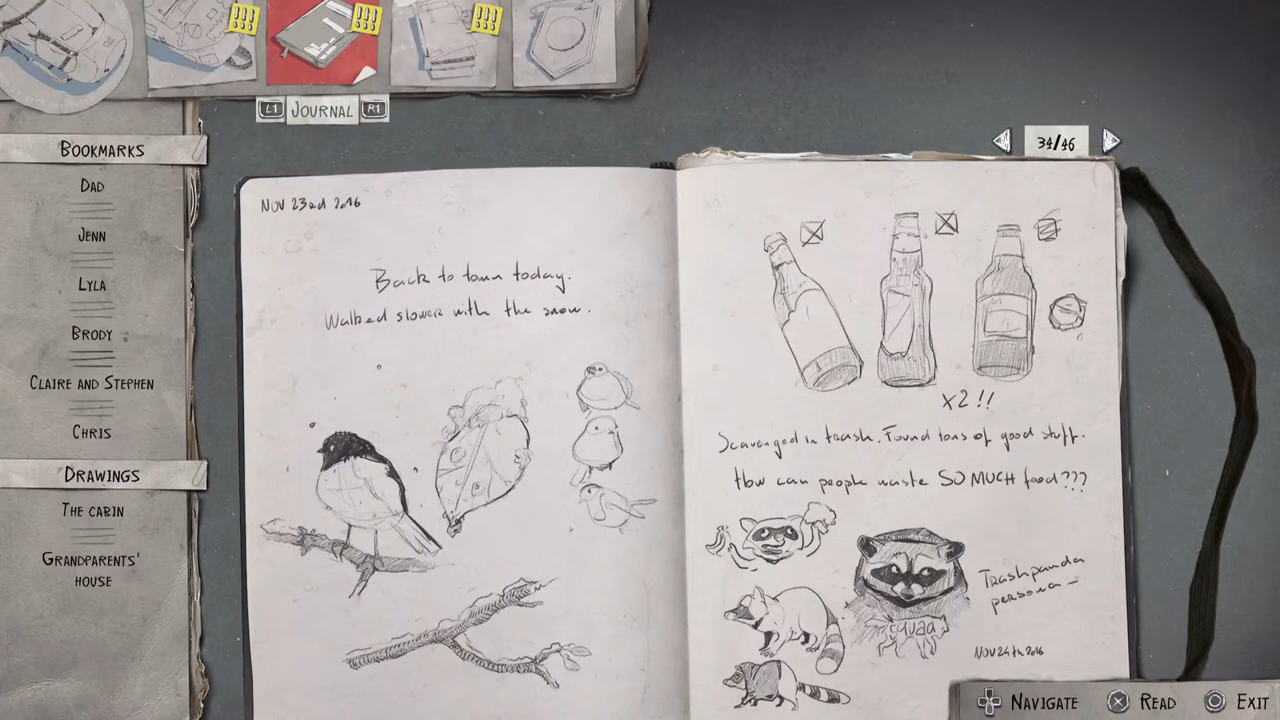 L1 JOURNAL R1
BOOKMARKS
DAD
JENN
LYLA
BRODY
CLAIRE AND STEPHEN
CHRIS
DRAWINGS
THE CABIN
GRANDPARENTS'
HOUSE
34/46
NOV 23rd 2016
Back to town today.
Walked slower with the snow.
x2!!
Scavenged in trash. Found tons of good stuff.
How can people waste SO MUCH food???
Trashpanda
persona -
squad
NOV 24th 2016
NAVIGATE READ EXIT